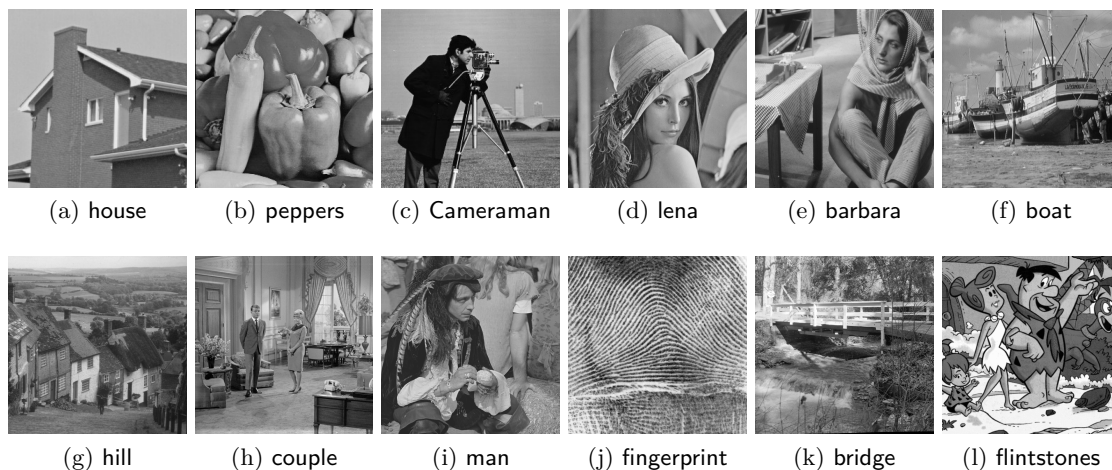 (a) house (b) peppers (c) Cameraman (d) lena (e) barbara (f) boat
(g) hill (h) couple (i) man (j) fingerprint (k) bridge (l) flintstones